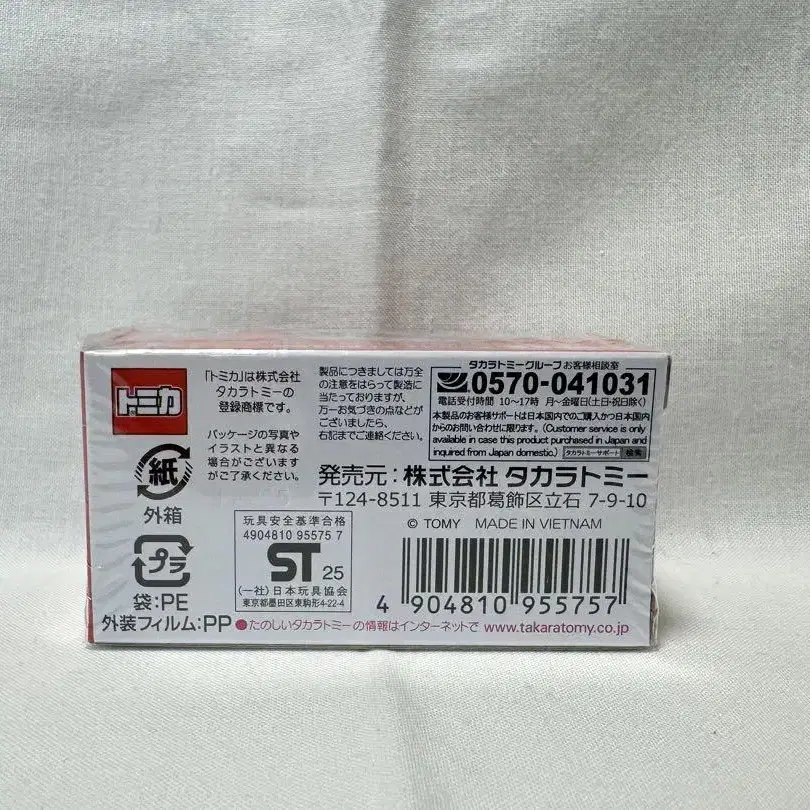 トミカ
「トミカ」は株式会社
タカラトミーの
登録商標です。
パッケージの写真や
イラストと異なる
場合がございます
がご了承ください。
紙
外箱
プラ
袋:PE
外装フィルム:PP
製品につきましては万全
の注意をはらって製造に
当たっておりますが、
万一お気づきの点などが
ございましたら、
右記までご連絡ください。
タカラトミーグループ お客様相談室
0570-041031
電話受付時間 10〜17時 月〜金曜日(土日・祝日除く)
本製品のお客様サポートは日本国内でのご購入かつ日本国内
からのお問い合わせに限ります。(Customer service is only
available in case this product purchased in Japan and
inquired from Japan domestic.) タカラトミーサポート 検索
発売元:株式会社 タカラトミー
〒124-8511 東京都葛飾区立石 7-9-10
© TOMY MADE IN VIETNAM
玩具安全基準合格
4904810 95575 7
ST 25
(一社)日本玩具協会
東京都墨田区東駒形4-22-4
4 904810 955757
●たのしいタカラトミーの情報はインターネットで www.takaratomy.co.jp